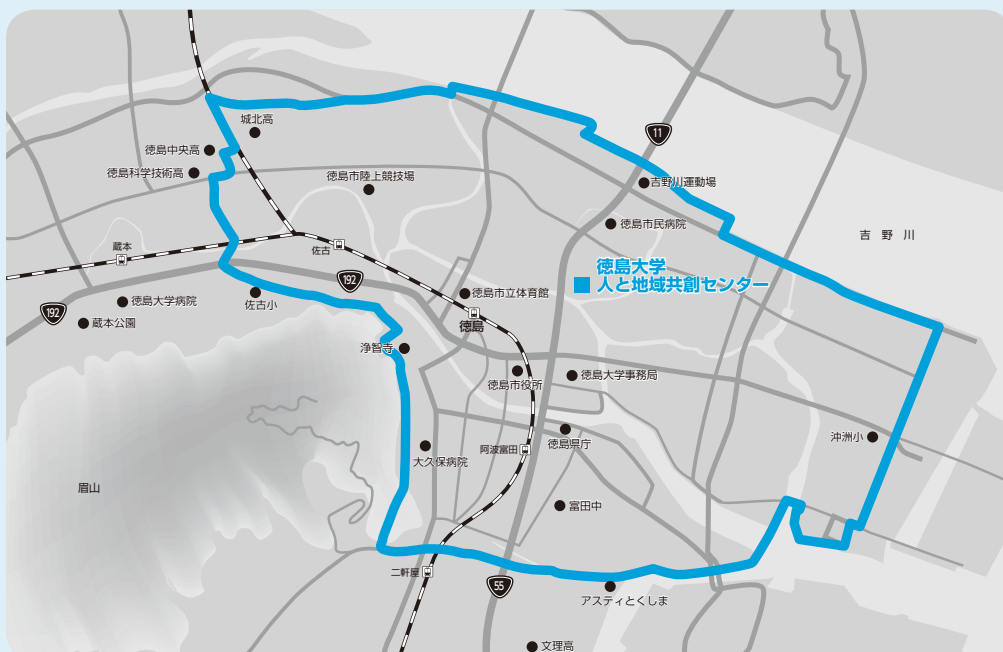 城北高
徳島中央高
徳島科学技術高
徳島市陸上競技場
11
吉野川運動場
徳島市民病院
吉野川
蔵本
佐古
192
徳島大学
人と地域共創センター
192
徳島大学病院
佐古小
徳島市立体育館
蔵本公園
徳島
浄智寺
徳島市役所
徳島大学事務局
大久保病院
阿波富田
徳島県庁
沖洲小
眉山
富田中
二軒屋
55
アスティとくしま
文理高